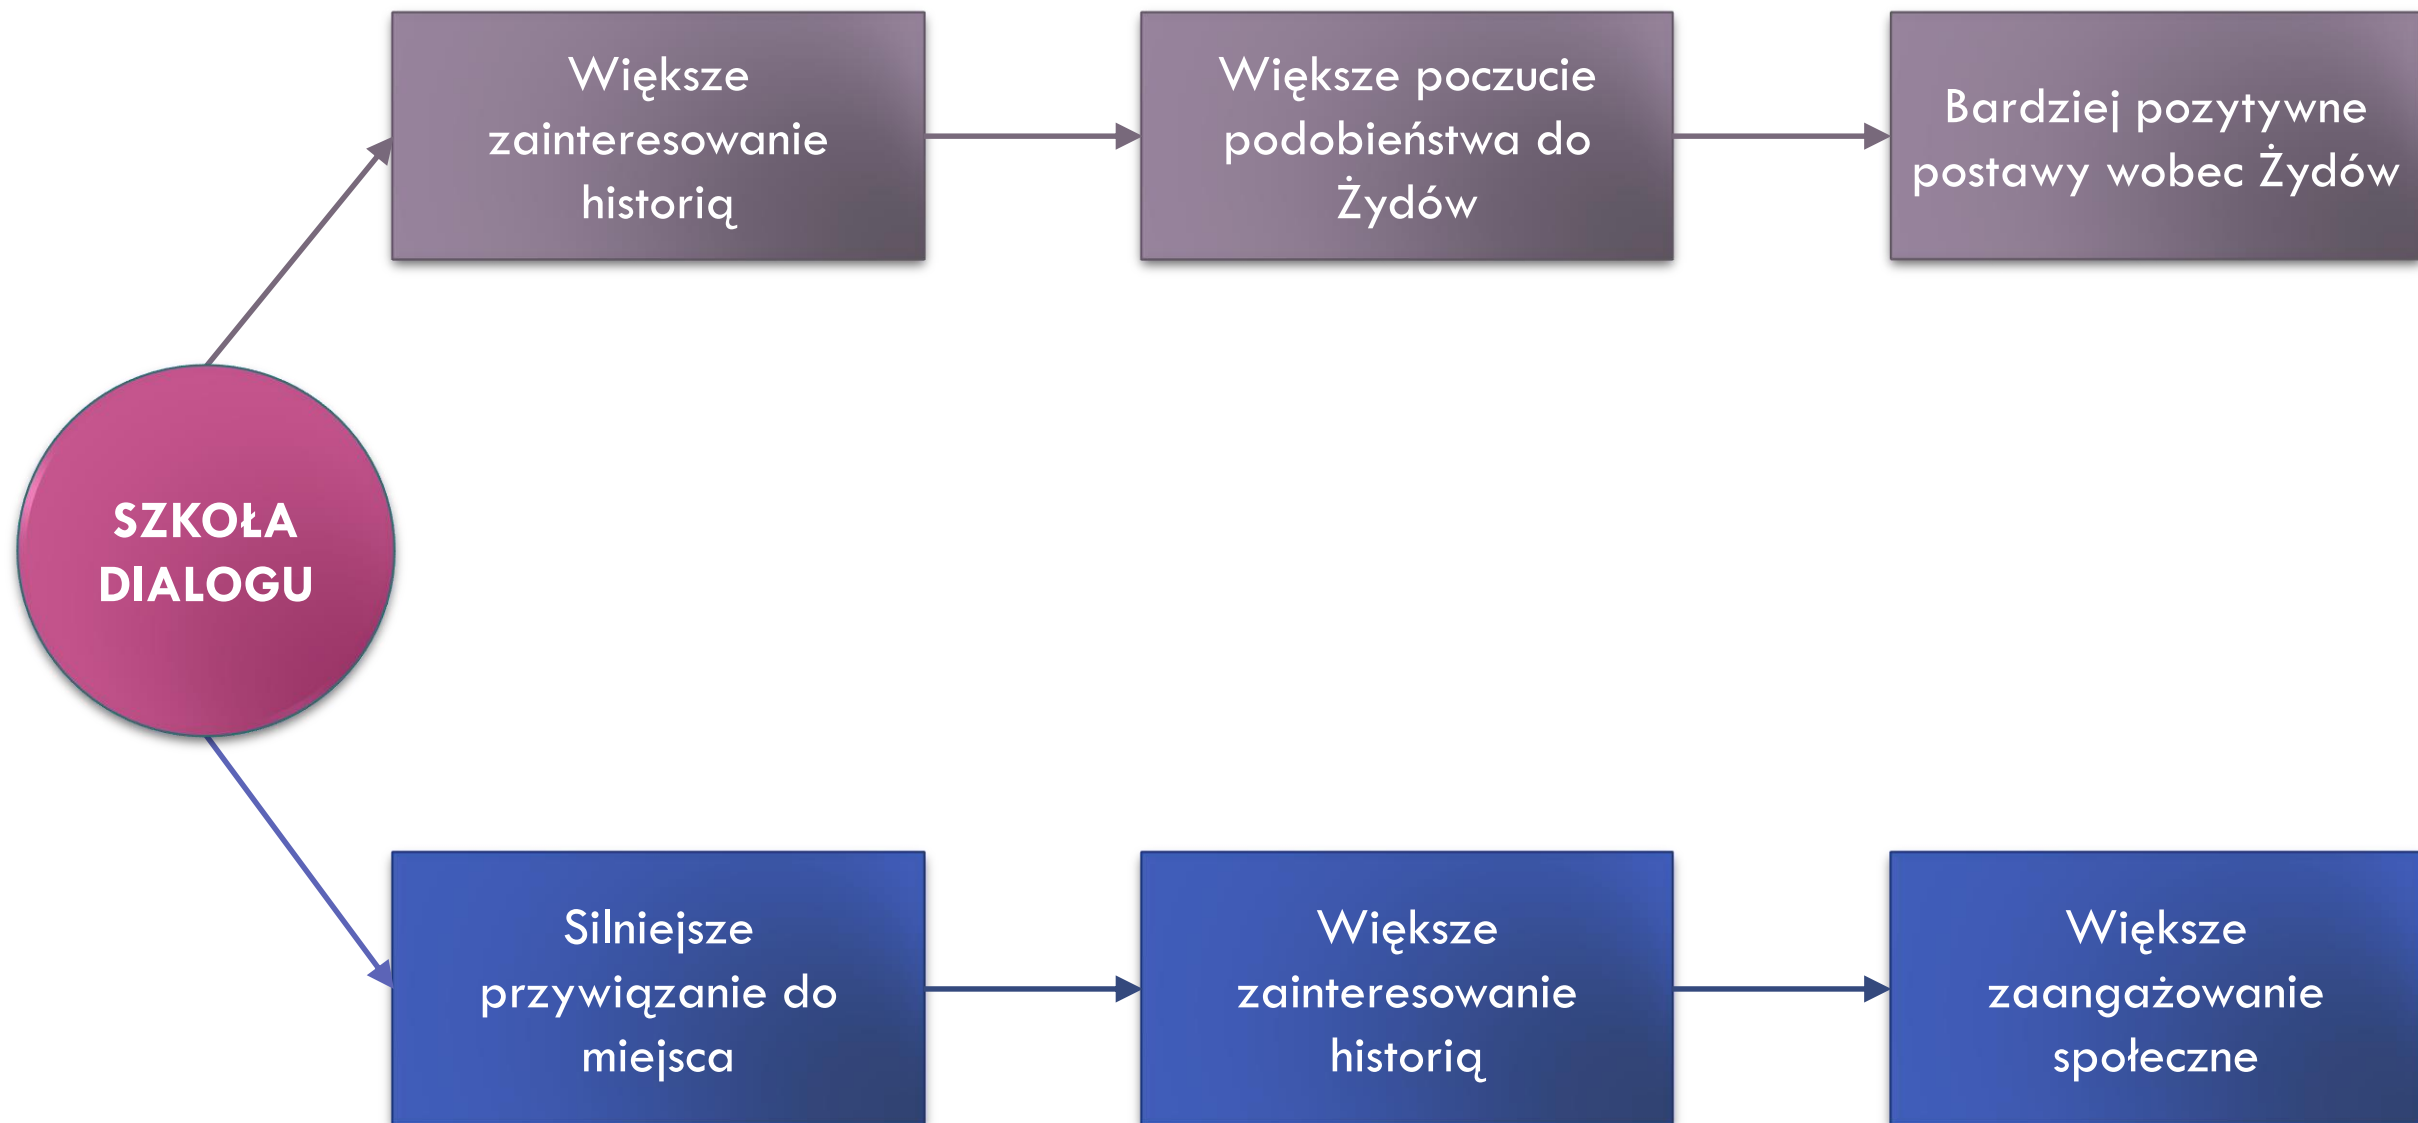 Większe
zainteresowanie
historią
Większe poczucie
podobieństwa do
Żydów
Bardziej pozytywne
postawy wobec Żydów
SZKOŁA
DIALOGU
Silniejsze
przywiązanie do
miejsca
Większe
zainteresowanie
historią
Większe
zaangażowanie
społeczne